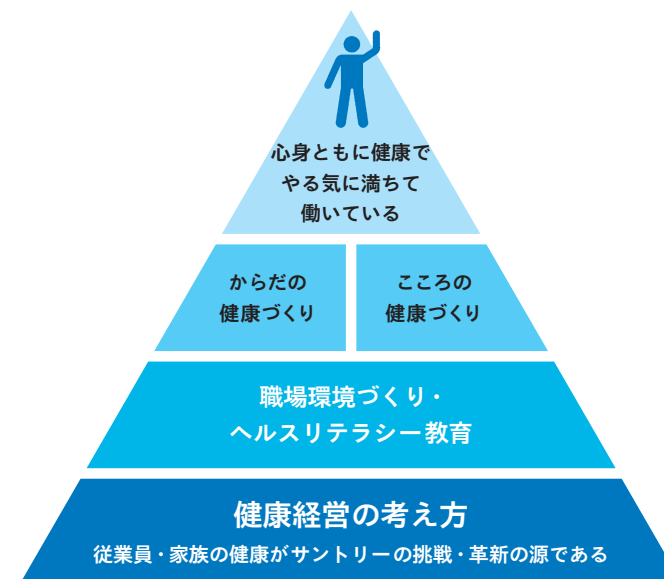 心身ともに健康で
やる気に満ちて
働いている
からだの
健康づくり
こころの
健康づくり
職場環境づくり・
ヘルスリテラシー教育
健康経営の考え方
従業員・家族の健康がサントリーの挑戦・革新の源である